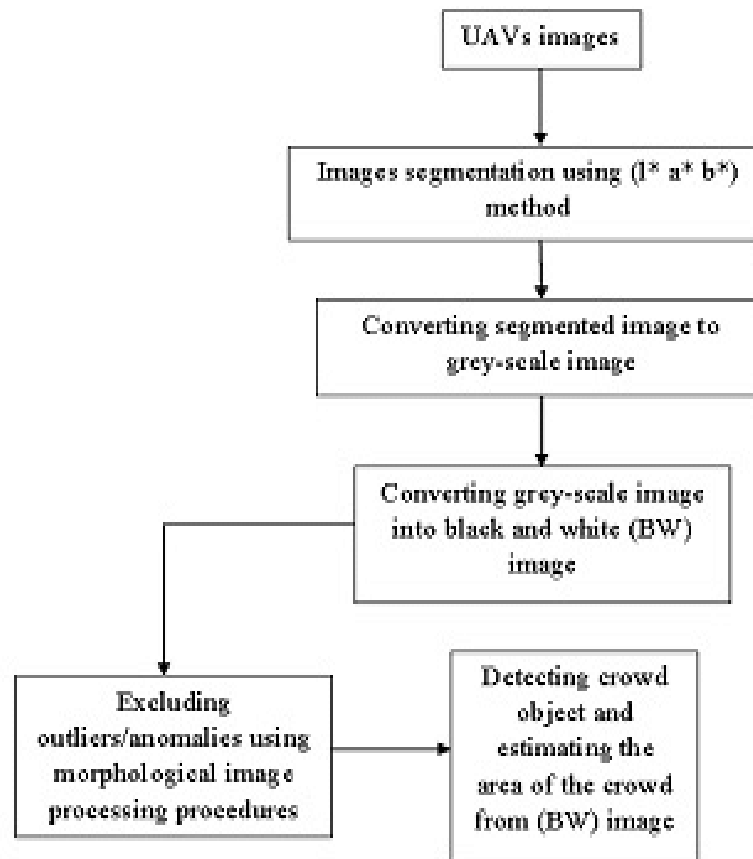 UAVs images
Images segmentation using (l* a* b*)
method
Converting segmented image to
grey-scale image
Converting grey-scale image
into black and white (BW)
image
Excluding
outliers/anomalies using
morphological image
processing procedures
Detecting crowd
object and
estimating the
area of the crowd
from (BW) image